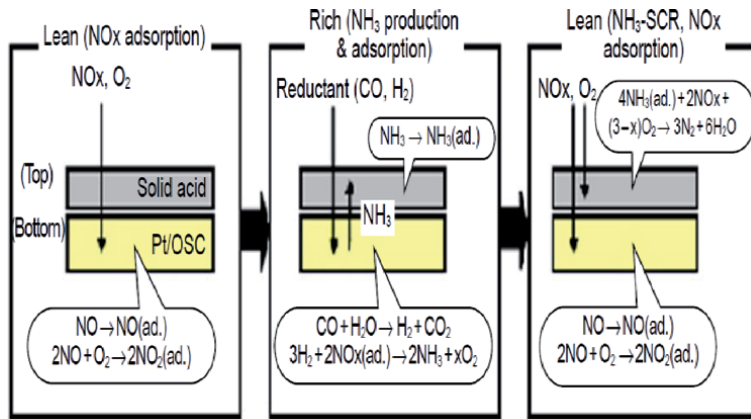 Lean (NOx adsorption)
NOx, O₂
(Top)
Solid acid
(Bottom)
Pt/OSC
NO→NO(ad.)
2NO+O₂→2NO₂(ad.)
Rich (NH₃ production
& adsorption)
Reductant (CO, H₂)
NH₃→NH₃(ad.)
NH₃
CO+H₂O→H₂+CO₂
3H₂+2NOx(ad.)→2NH₃+xO₂
Lean (NH₃-SCR, NOx
adsorption)
NOx, O₂
4NH₃(ad.)+2NOx+
(3−x)O₂→3N₂+6H₂O
NO→NO(ad.)
2NO+O₂→2NO₂(ad.)